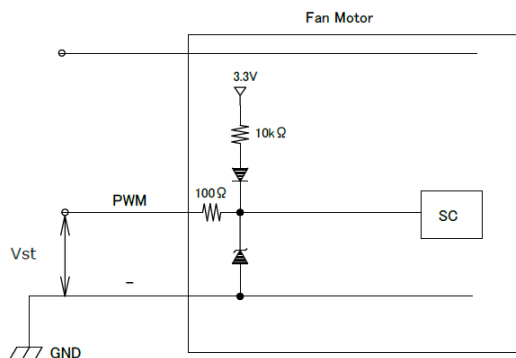 Fan Motor
3.3V
10kΩ
100Ω
PWM
SC
Vst
−
GND